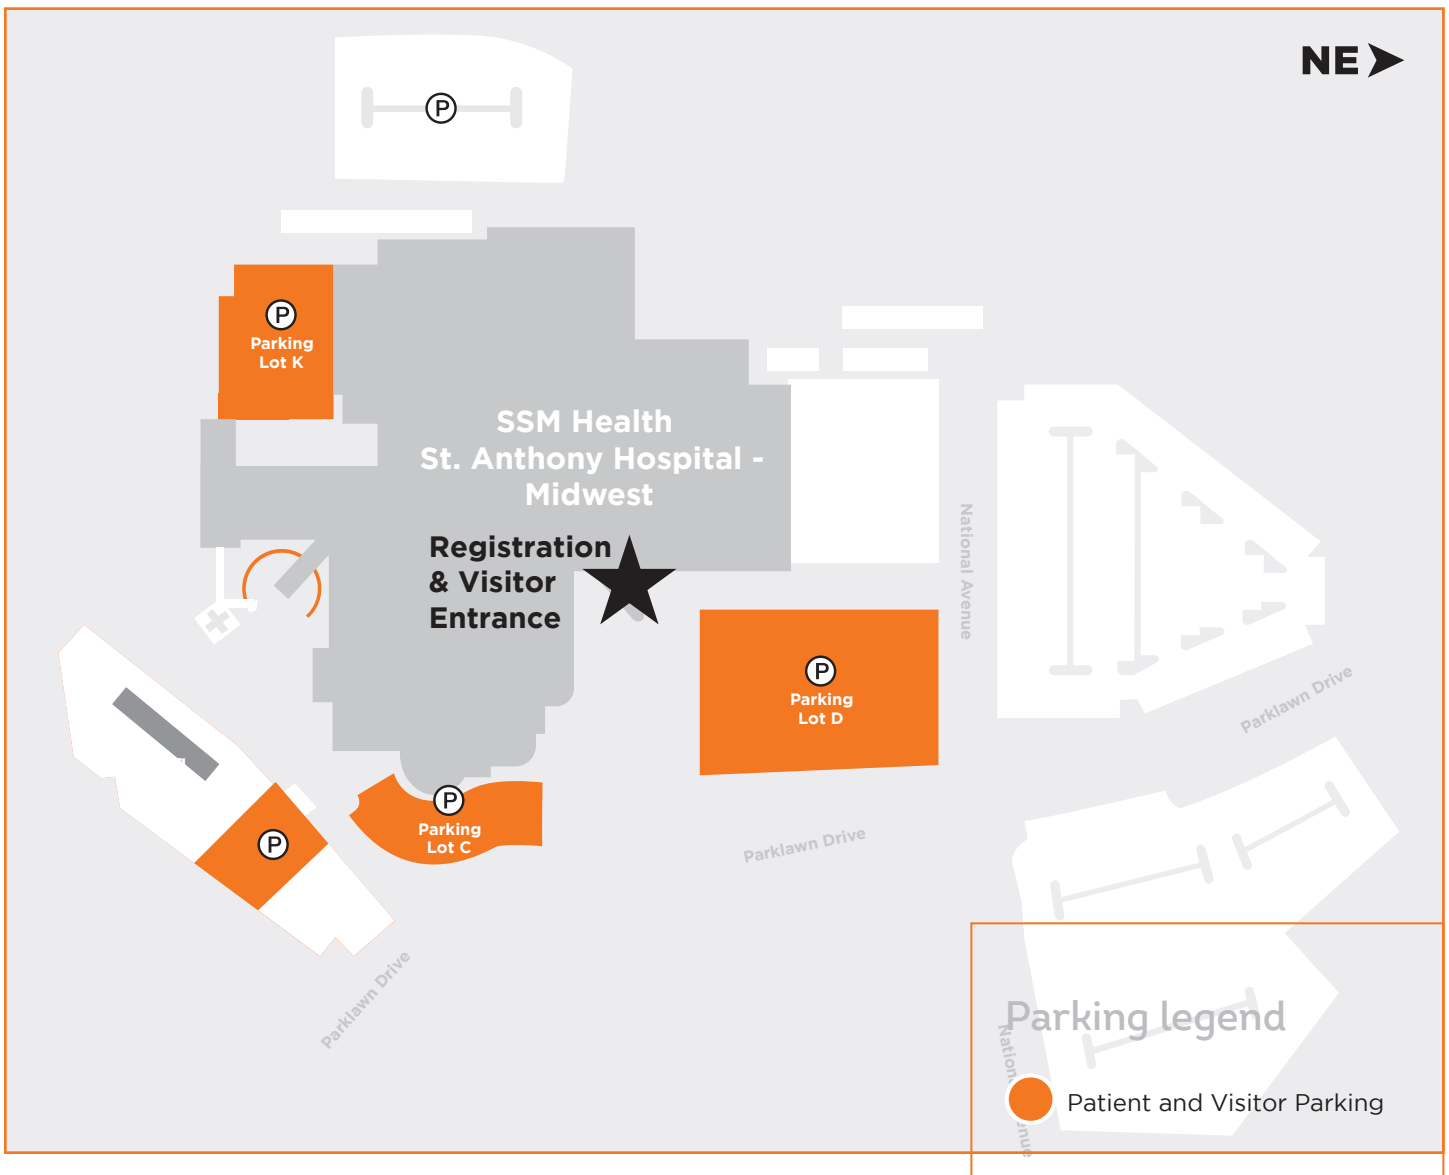 NE
P
P
Parking
Lot K
SSM Health
St. Anthony Hospital -
Midwest
Registration
& Visitor
Entrance
National Avenue
P
Parking
Lot D
Parklawn Drive
P
Parking
Lot C
P
Parklawn Drive
Parklawn Drive
Parking legend
Patient and Visitor Parking